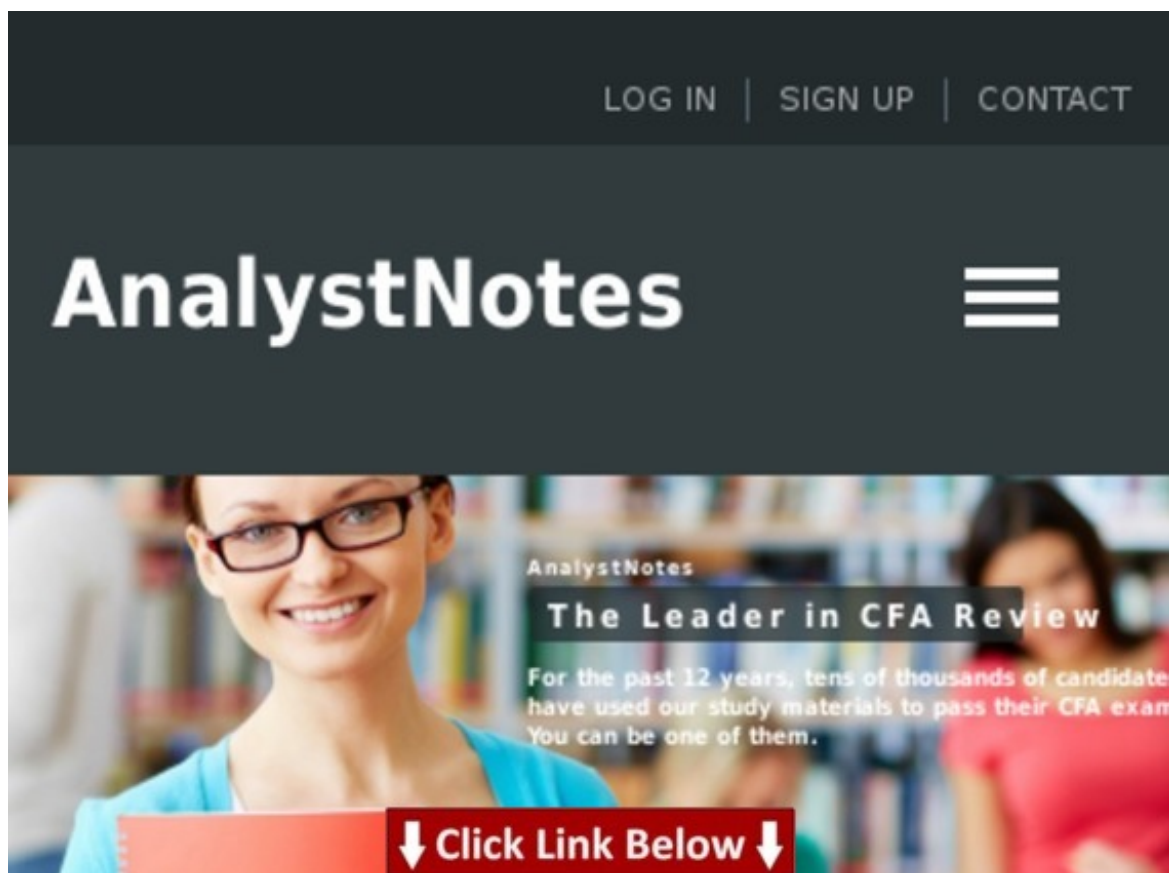 LOG IN | SIGN UP | CONTACT
AnalystNotes
AnalystNotes
The Leader in CFA Review
For the past 12 years, tens of thousands of candidate
have used our study materials to pass their CFA exam
You can be one of them.
Click Link Below